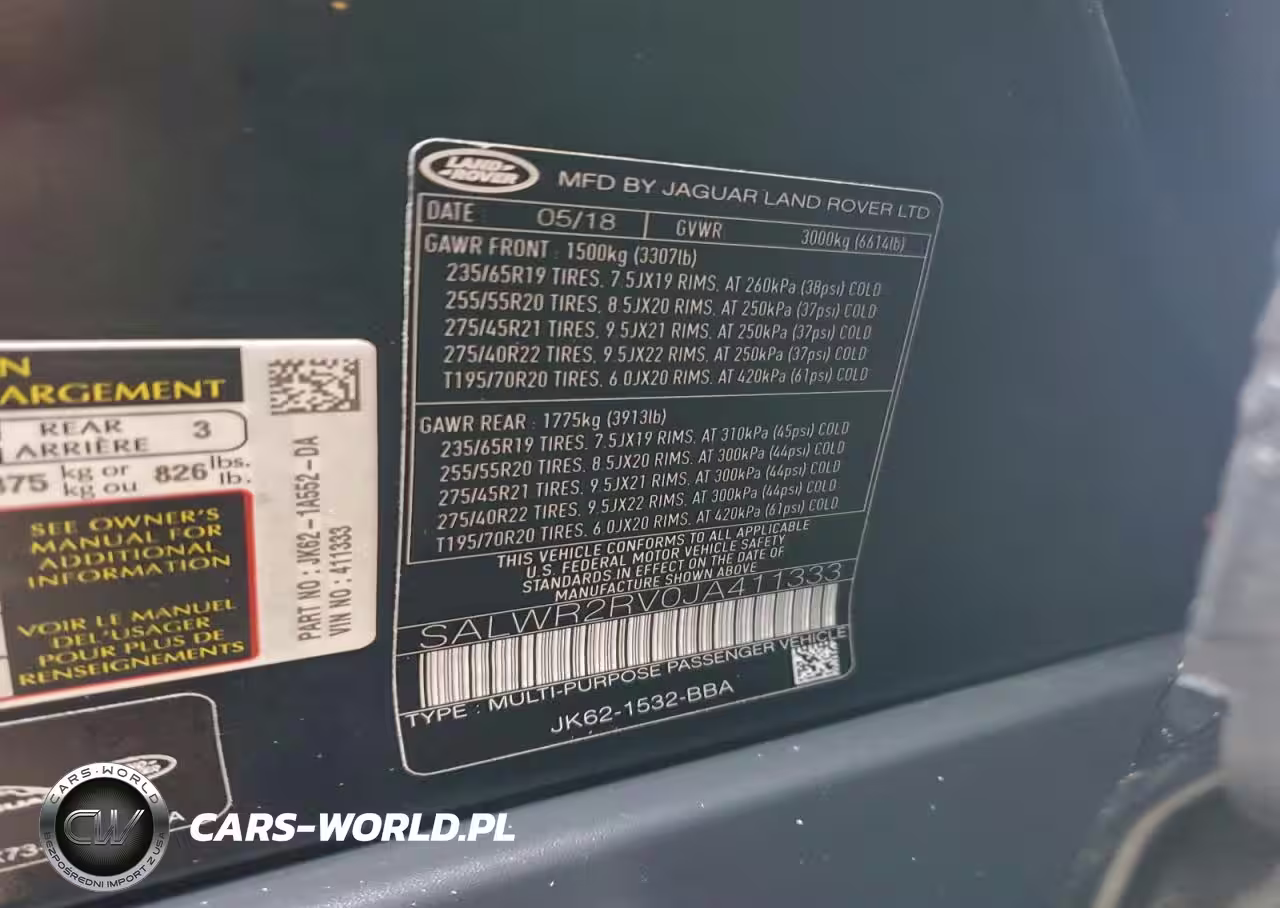 LAND ROVER
MFD BY JAGUAR LAND ROVER LTD
DATE 05/18 GVWR 3000kg (6614lb)
GAWR FRONT : 1500kg (3307lb)
235/65R19 TIRES, 7.5JX19 RIMS, AT 260kPa (38psi) COLD
255/55R20 TIRES, 8.5JX20 RIMS, AT 250kPa (37psi) COLD
275/45R21 TIRES, 9.5JX21 RIMS, AT 250kPa (37psi) COLD
275/40R22 TIRES, 9.5JX22 RIMS, AT 250kPa (37psi) COLD
T195/70R20 TIRES, 6.0JX20 RIMS, AT 420kPa (61psi) COLD
GAWR REAR : 1775kg (3913lb)
235/65R19 TIRES, 7.5JX19 RIMS, AT 310kPa (45psi) COLD
255/55R20 TIRES, 8.5JX20 RIMS, AT 300kPa (44psi) COLD
275/45R21 TIRES, 9.5JX21 RIMS, AT 300kPa (44psi) COLD
275/40R22 TIRES, 9.5JX22 RIMS, AT 300kPa (44psi) COLD
T195/70R20 TIRES, 6.0JX20 RIMS, AT 420kPa (61psi) COLD
THIS VEHICLE CONFORMS TO ALL APPLICABLE
U.S. FEDERAL MOTOR VEHICLE SAFETY
STANDARDS IN EFFECT ON THE DATE OF
MANUFACTURE SHOWN ABOVE
SALWR2RV0JA411333
TYPE : MULTI-PURPOSE PASSENGER VEHICLE
JK62-1532-BBA
N
ARGEMENT
REAR 3
ARRIÈRE
375 kg or 826 lbs.
kg ou lb.
SEE OWNER'S
MANUAL FOR
ADDITIONAL
INFORMATION
VOIR LE MANUEL
DEL'USAGER
POUR PLUS DE
RENSEIGNEMENTS
PART NO : JK62-1A552-DA
VIN NO : 411333
A
CARS-WORLD
CW
BEZPOŚREDNI IMPORT Z USA
CARS-WORLD.PL